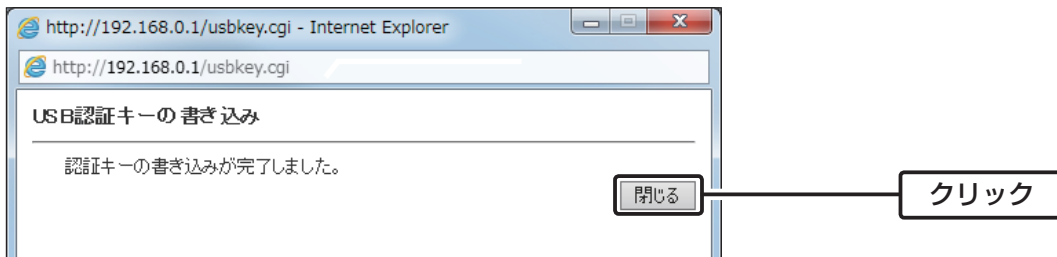 http://192.168.0.1/usbkey.cgi - Internet Explorer
http://192.168.0.1/usbkey.cgi
USB認証キーの書き込み
認証キーの書き込みが完了しました。
閉じる
クリック